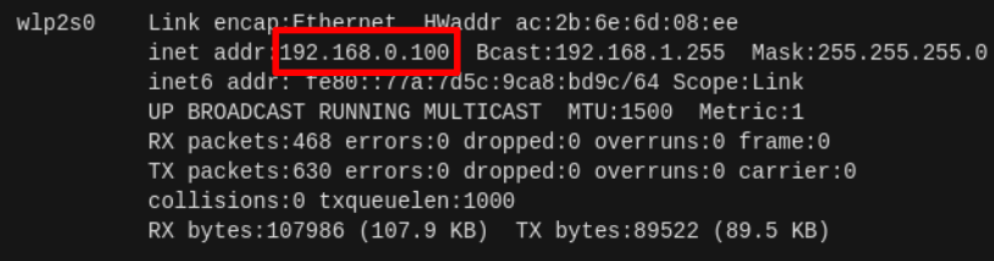 wlp2s0 Link encap:Ethernet HWaddr ac:2b:6e:6d:08:ee
inet addr:192.168.0.100 Bcast:192.168.1.255 Mask:255.255.255.0
inet6 addr: fe80::77a:7d5c:9ca8:bd9c/64 Scope:Link
UP BROADCAST RUNNING MULTICAST MTU:1500 Metric:1
RX packets:468 errors:0 dropped:0 overruns:0 frame:0
TX packets:630 errors:0 dropped:0 overruns:0 carrier:0
collisions:0 txqueuelen:1000
RX bytes:107986 (107.9 KB) TX bytes:89522 (89.5 KB)